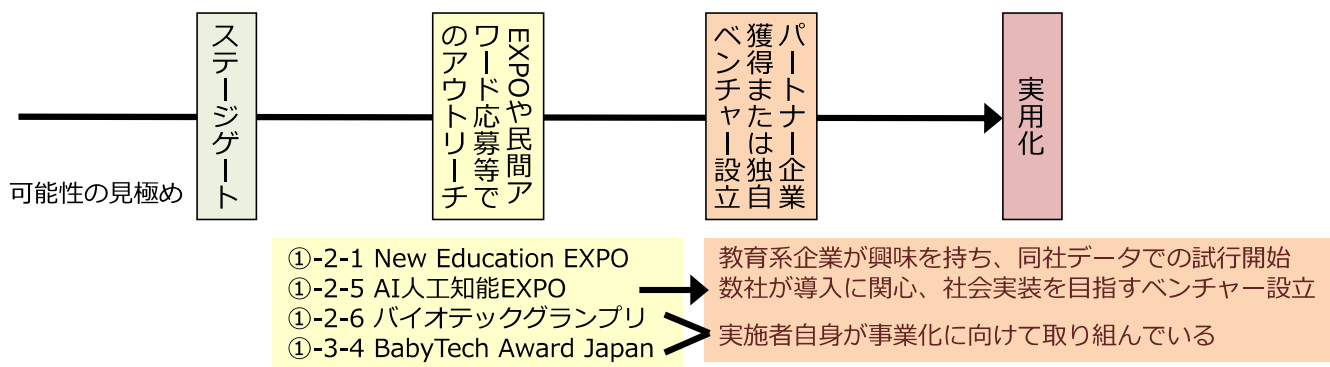 可能性の見極め
ステージゲート
EXPOや民間ア
ワード応募等で
のアウトリーチ
パートナー企業
獲得または独自
ベンチャー設立
実用化
①-2-1 New Education EXPO
①-2-5 AI人工知能EXPO
①-2-6 バイオテックグランプリ
①-3-4 BabyTech Award Japan
教育系企業が興味を持ち、同社データでの試行開始
数社が導入に関心、社会実装を目指すベンチャー設立
実施者自身が事業化に向けて取り組んでいる